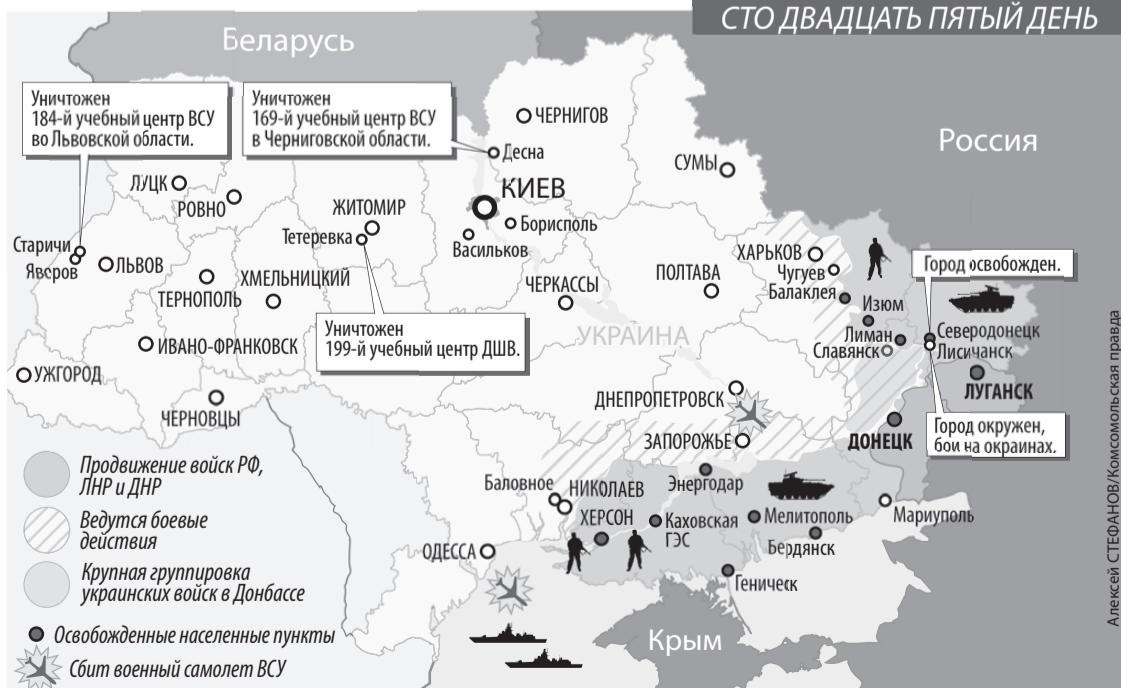 СТО ДВАДЦАТЬ ПЯТЫЙ ДЕНЬ
Беларусь
Россия
Уничтожен
184-й учебный центр ВСУ
во Львовской области.
Уничтожен
169-й учебный центр ВСУ
в Черниговской области.
ЧЕРНИГОВ
Десна
СУМЫ
ЛУЦК
РОВНО
КИЕВ
ЖИТОМИР
Тетеревка
Борисполь
Васильков
Старичи
Яверов
ЛЬВОВ
ТЕРНОПОЛЬ
ХМЕЛЬНИЦКИЙ
ЧЕРКАССЫ
ПОЛТАВА
ХАРЬКОВ
Чугуев
Балаклея
Изюм
Лиман
Славянск
Город освобожден.
Северодонецк
Лисичанск
ЛУГАНСК
Уничтожен
199-й учебный центр ДШВ.
УКРАИНА
ИВАНО-ФРАНКОВСК
УЖГОРОД
ЧЕРНОВЦЫ
ДНЕПРОПЕТРОВСК
ЗАПОРОЖЬЕ
ДОНЕЦК
Город окружен,
бои на окраинах.
Баловное
НИКОЛАЕВ
Энергодар
ХЕРСОН
Каховская
ГЭС
Мелитополь
Мариуполь
Бердянск
ОДЕССА
Геническ
Крым
Продвижение войск РФ,
ЛНР и ДНР
Ведутся боевые
действия
Крупная группировка
украинских войск в Донбассе
Освобожденные населенные пункты
Сбит военный самолет ВСУ
Алексей СТЕФАНОВ/Комсомольская правда